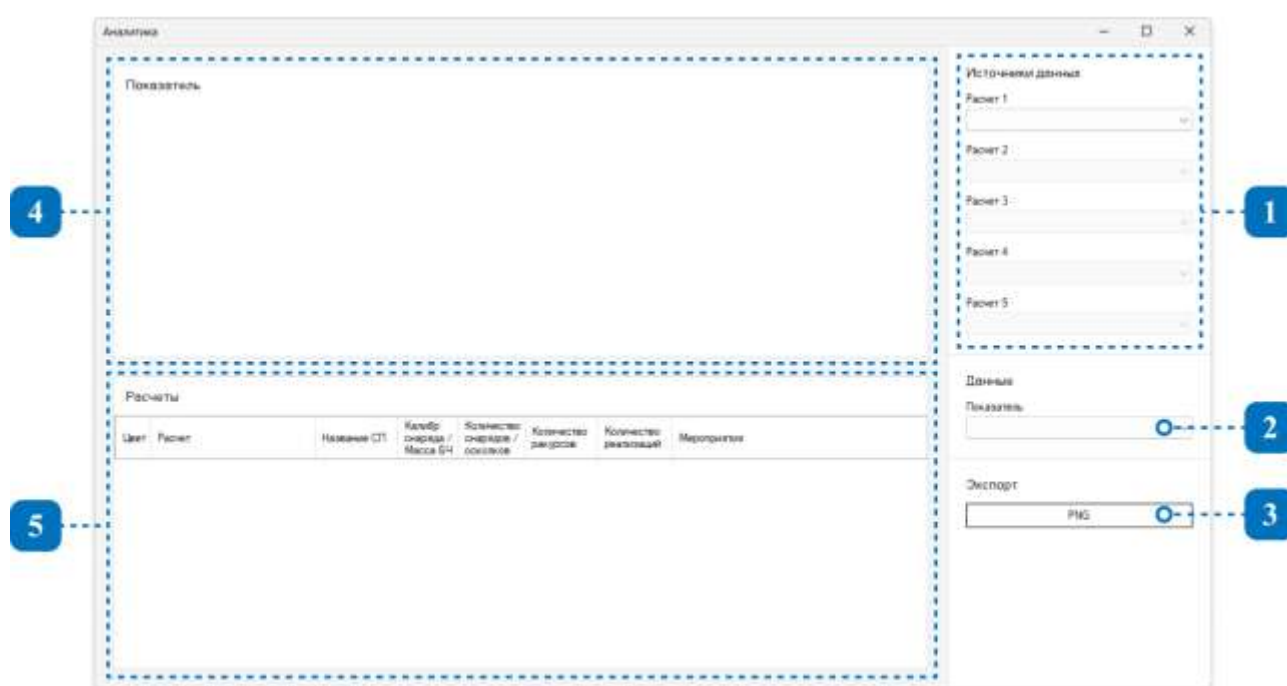 Аналитика
Показатель
Источники данных
Расчет 1
Расчет 2
Расчет 3
4
1
Расчет 4
Расчет 5
Расчеты
Цвет Расчет Название СП Калибр снаряда / Масса БЧ Количество снарядов / осколков Количество ракурсов Количество реализаций Мероприятия
Данные
Показатель
2
Экспорт
PNG
3
5